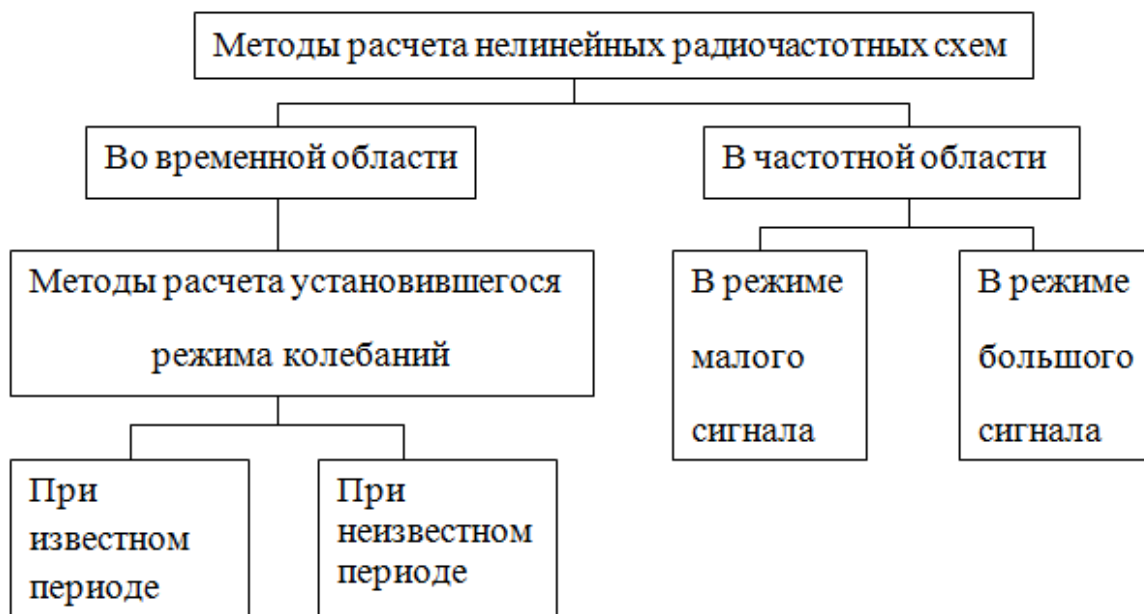 Методы расчета нелинейных радиочастотных схем
Во временной области
В частотной области
Методы расчета установившегося
режима колебаний
В режиме
малого
сигнала
В режиме
большого
сигнала
При
известном
периоде
При
неизвестном
периоде